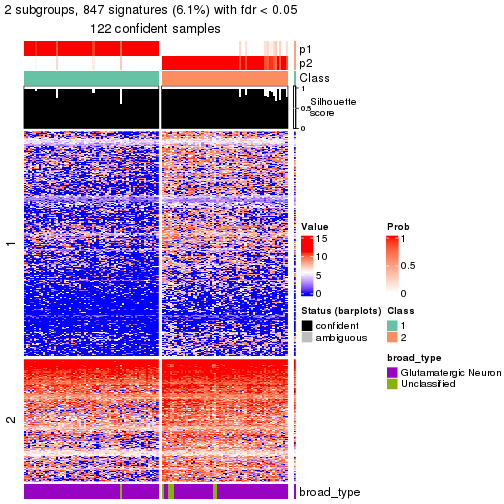 2 subgroups, 847 signatures (6.1%) with fdr < 0.05
122 confident samples
p1
p2
Class
1
0.5
0
Silhouette
score
1
2
broad_type
Value
15
10
5
0
Prob
1
0.5
0
Status (barplots)
confident
ambiguous
Class
1
2
broad_type
Glutamatergic Neuron
Unclassified